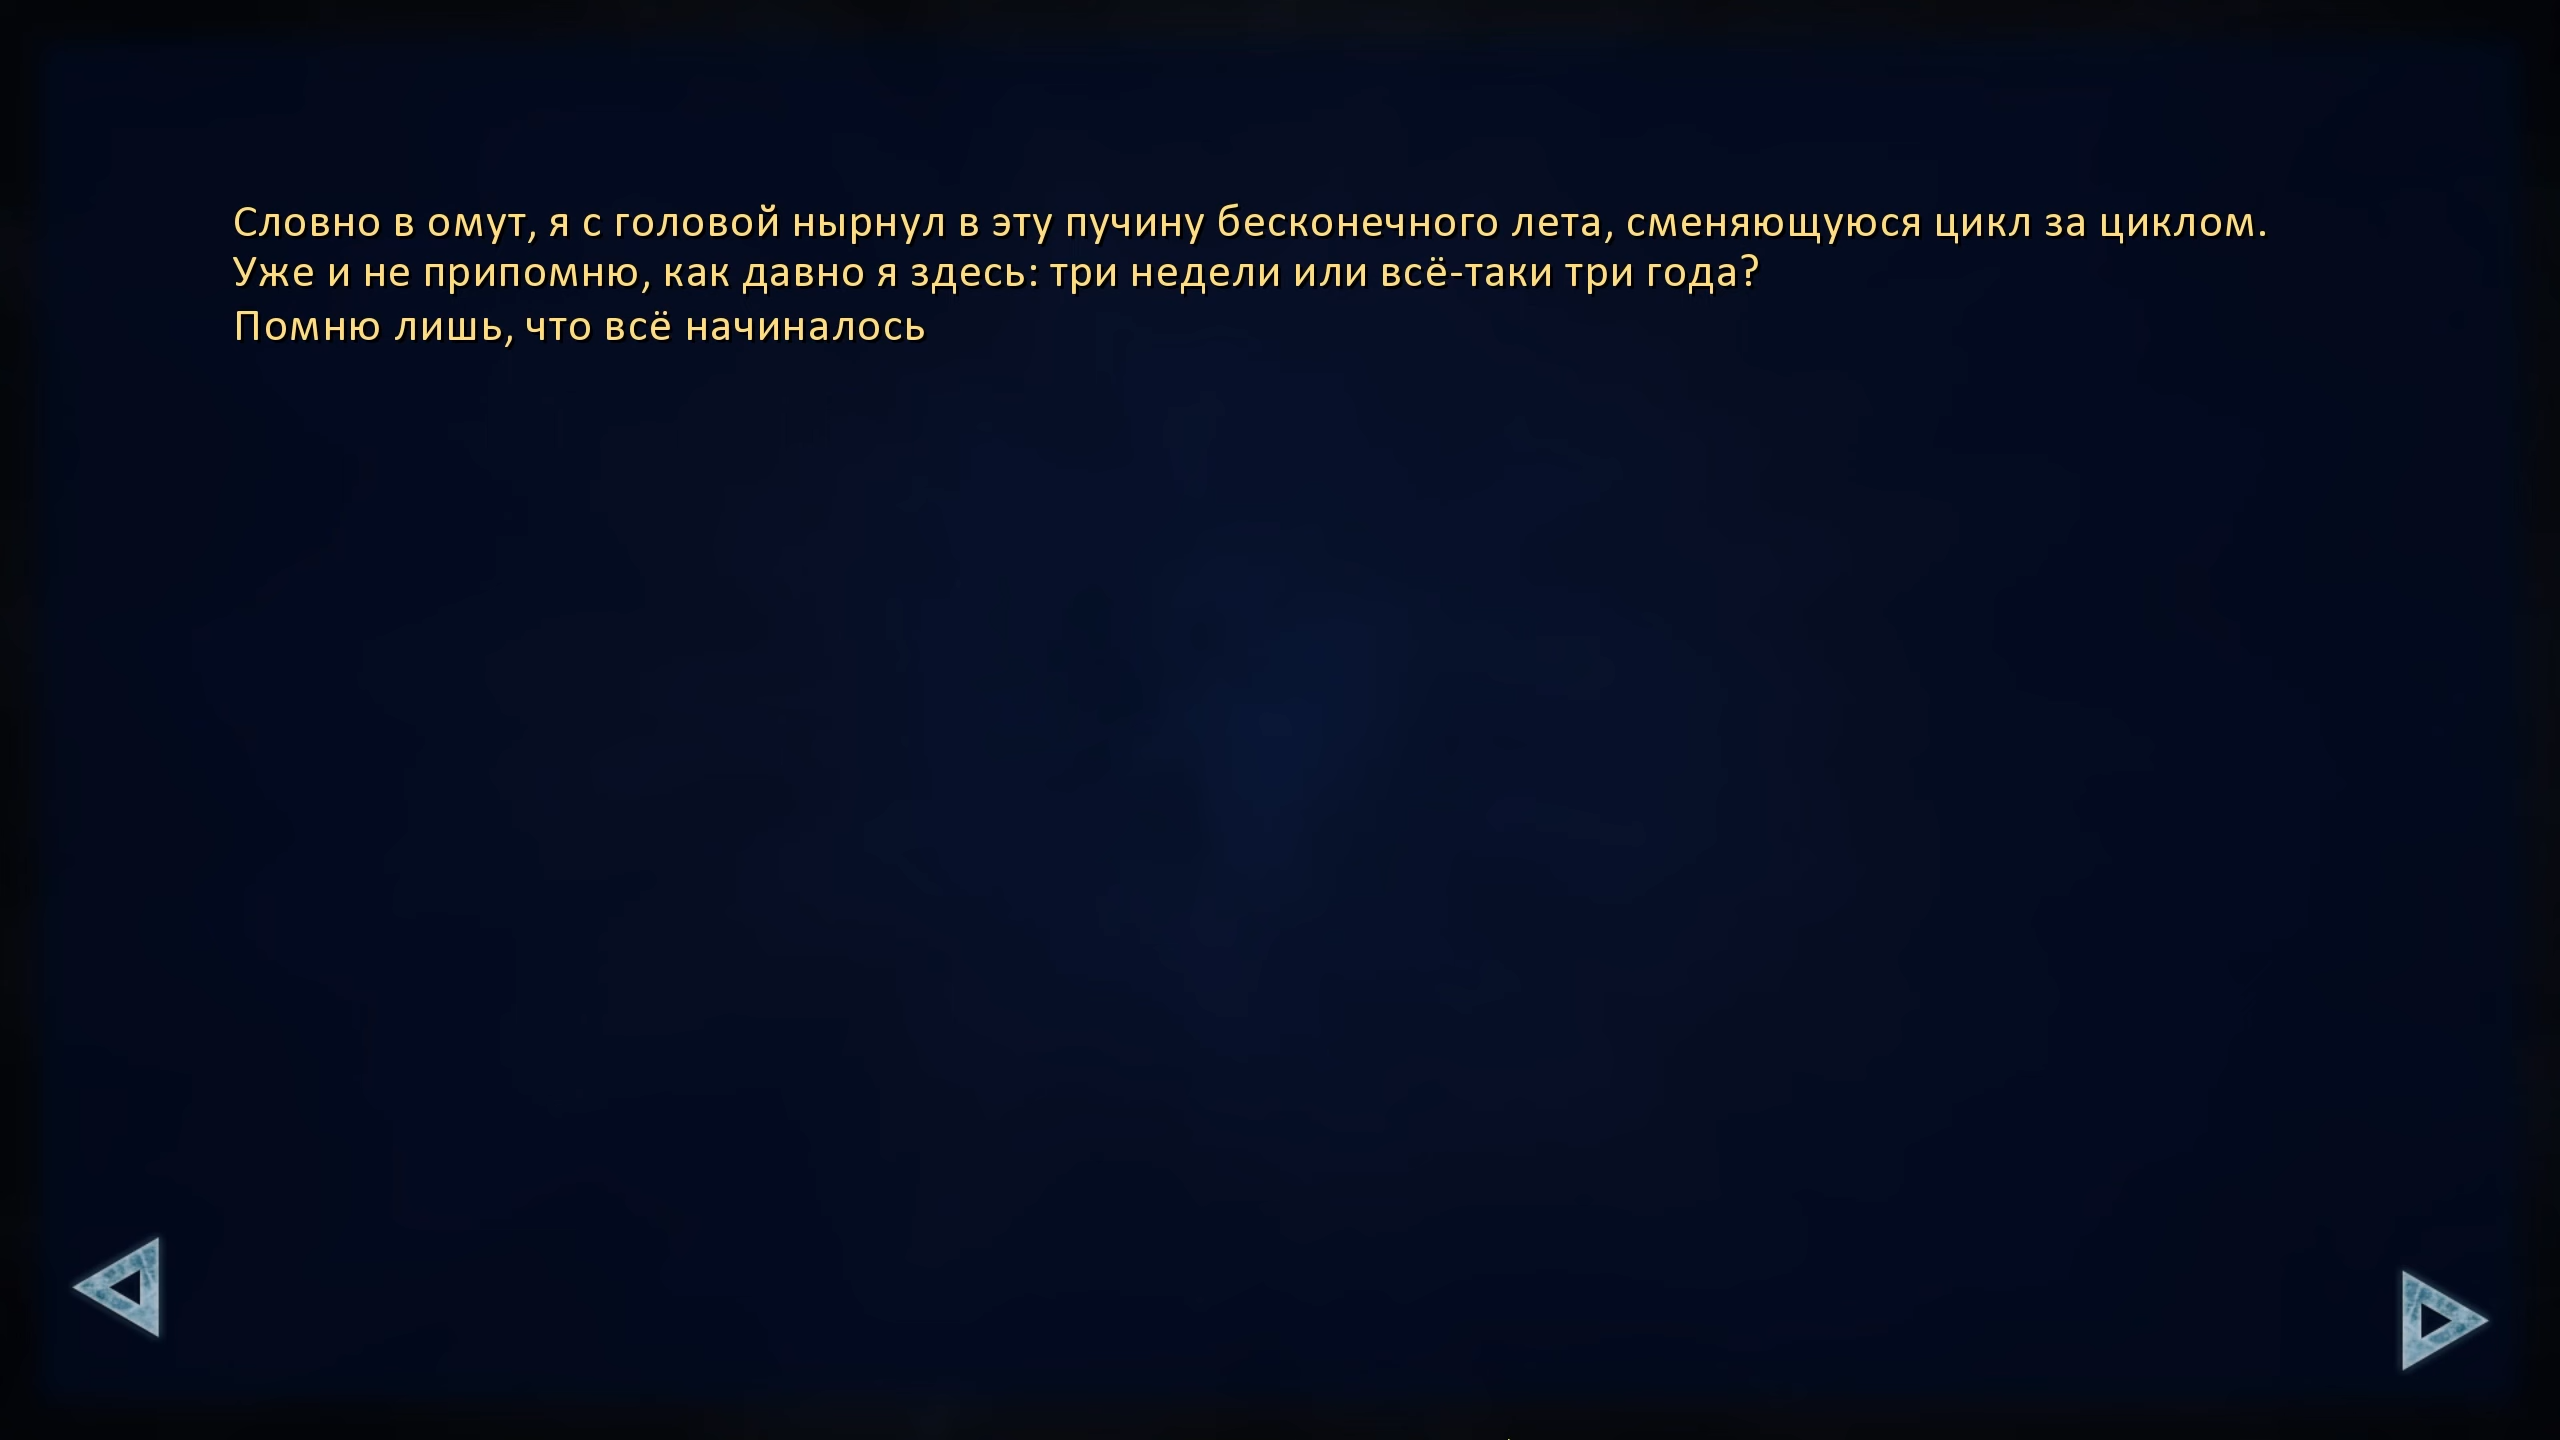 Словно в омут, я с головой нырнул в эту пучину бесконечного лета, сменяющуюся цикл за циклом.
Уже и не припомню, как давно я здесь: три недели или всё-таки три года?
Помню лишь, что всё начиналось